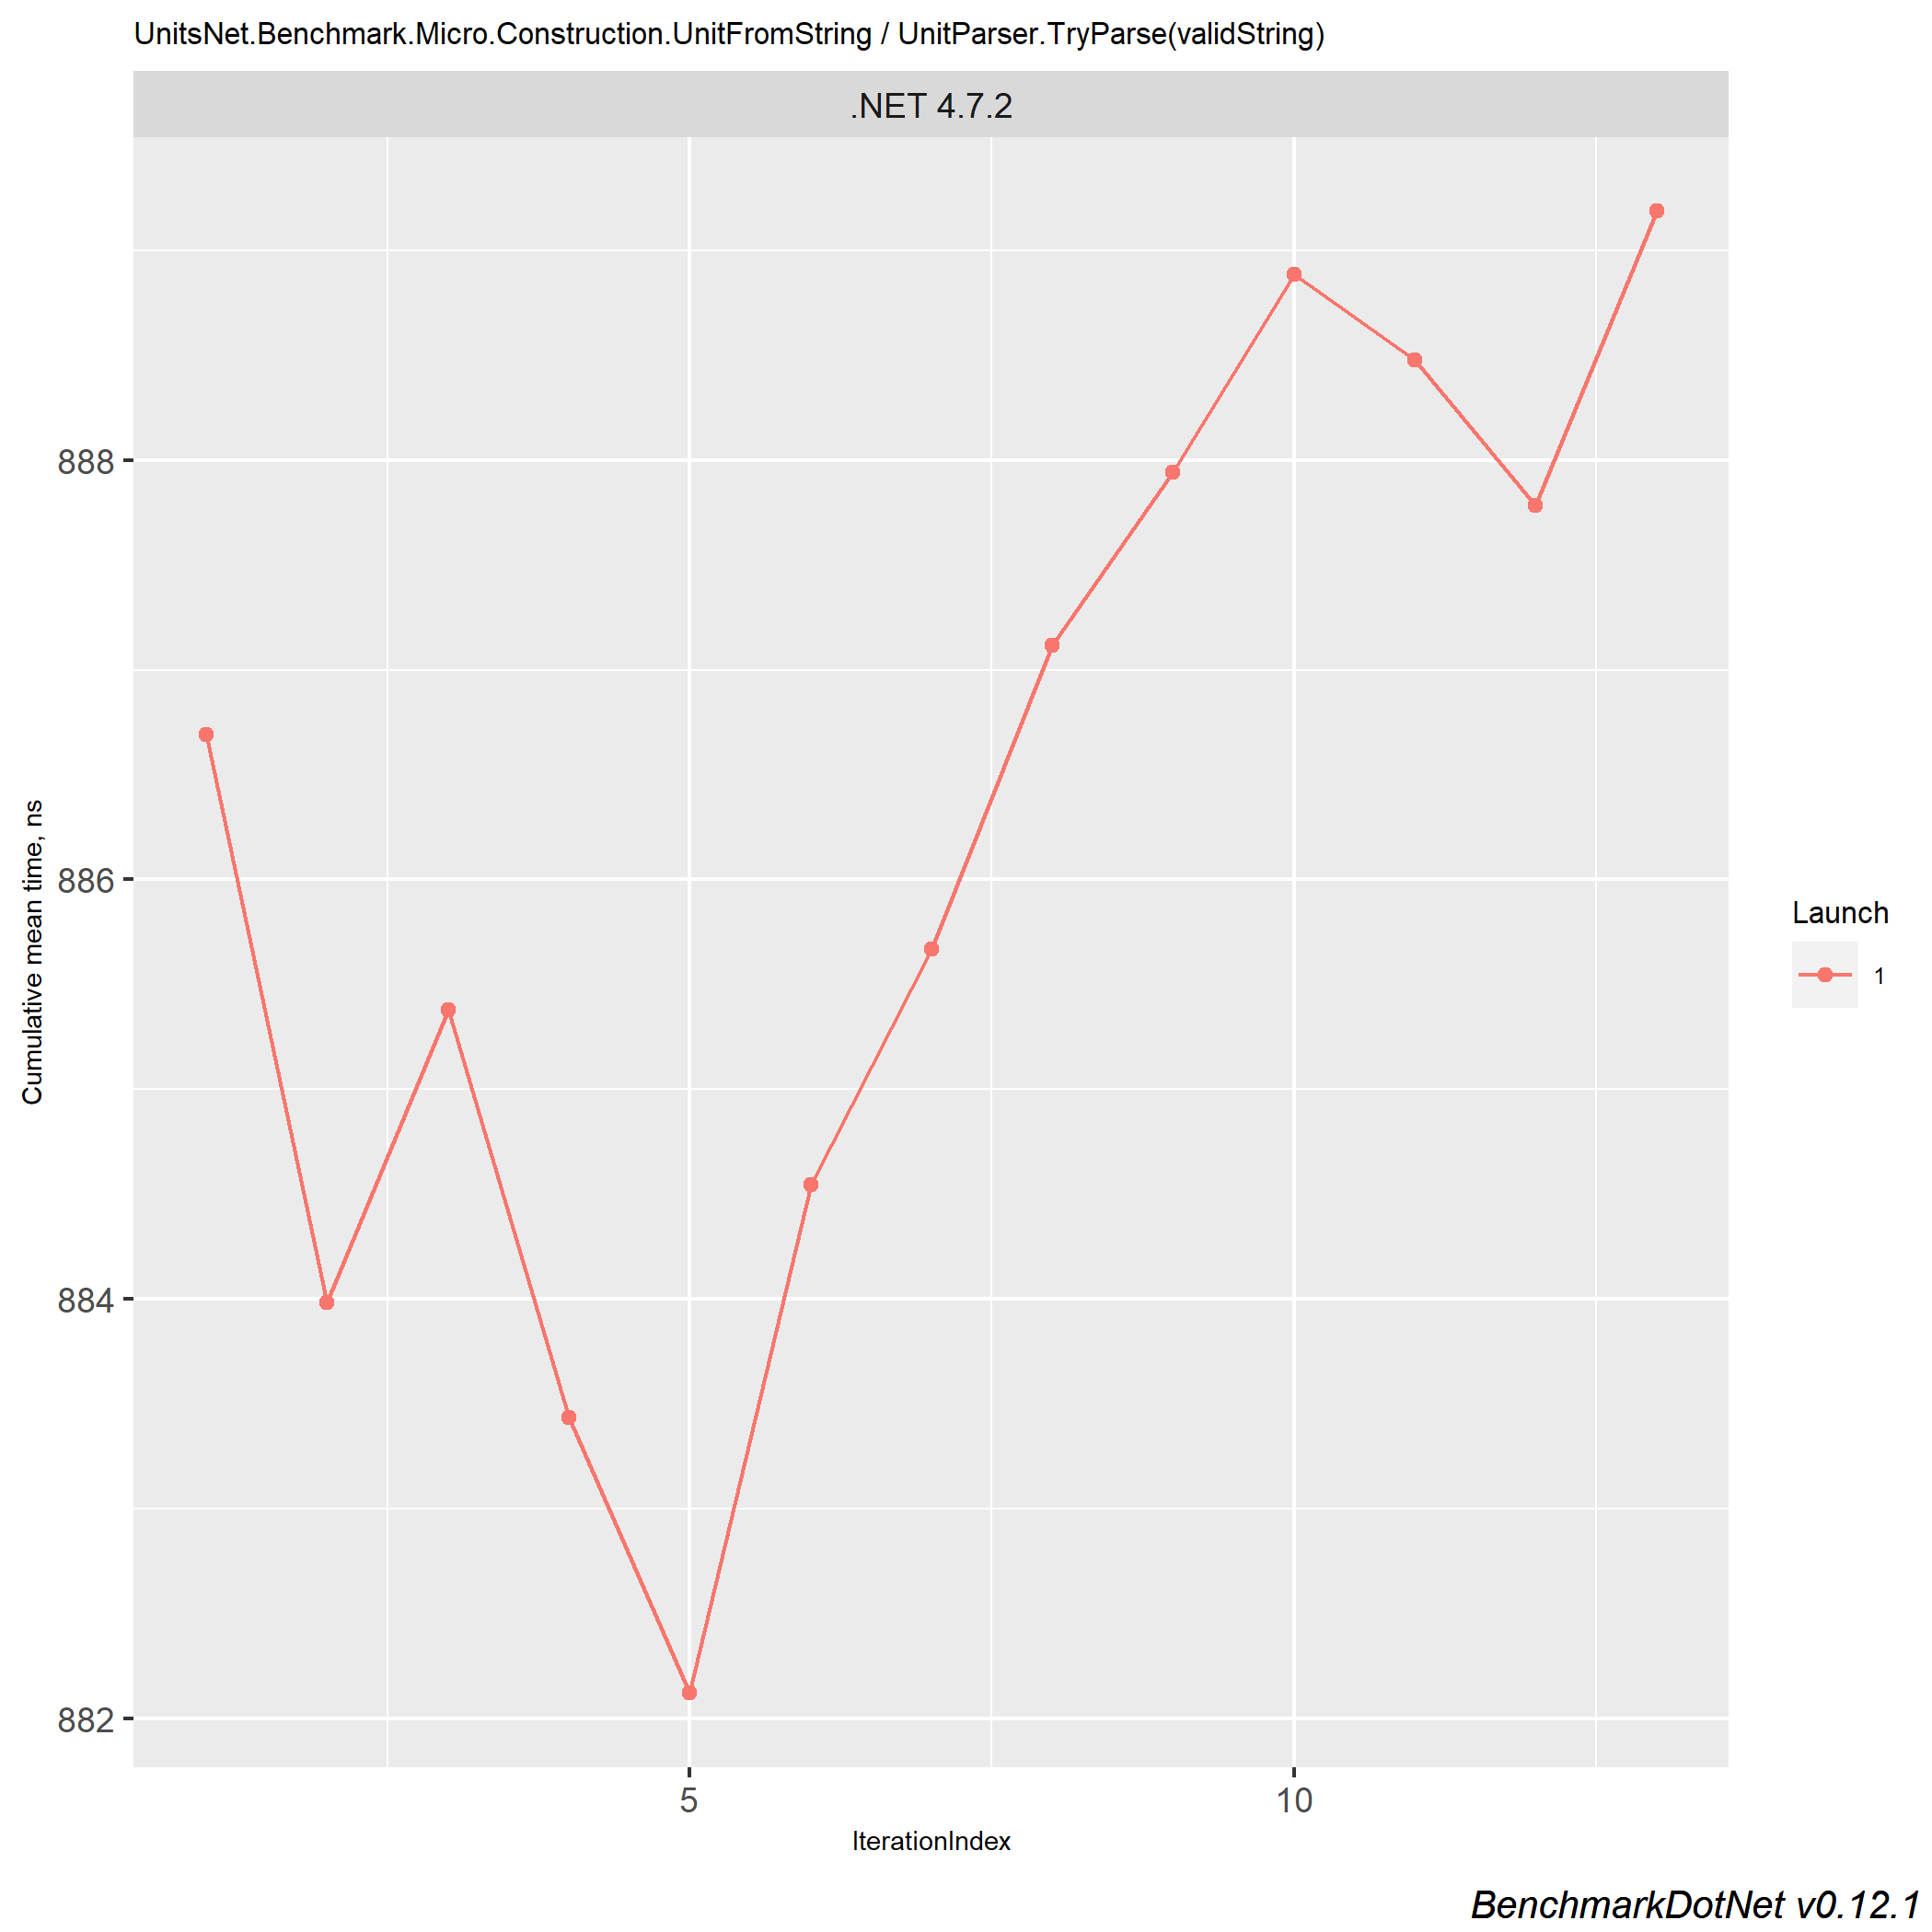 UnitsNet.Benchmark.Micro.Construction.UnitFromString / UnitParser.TryParse(validString)
.NET 4.7.2
888
886
884
882
Cumulative mean time, ns
5
10
IterationIndex
Launch
1
BenchmarkDotNet v0.12.1